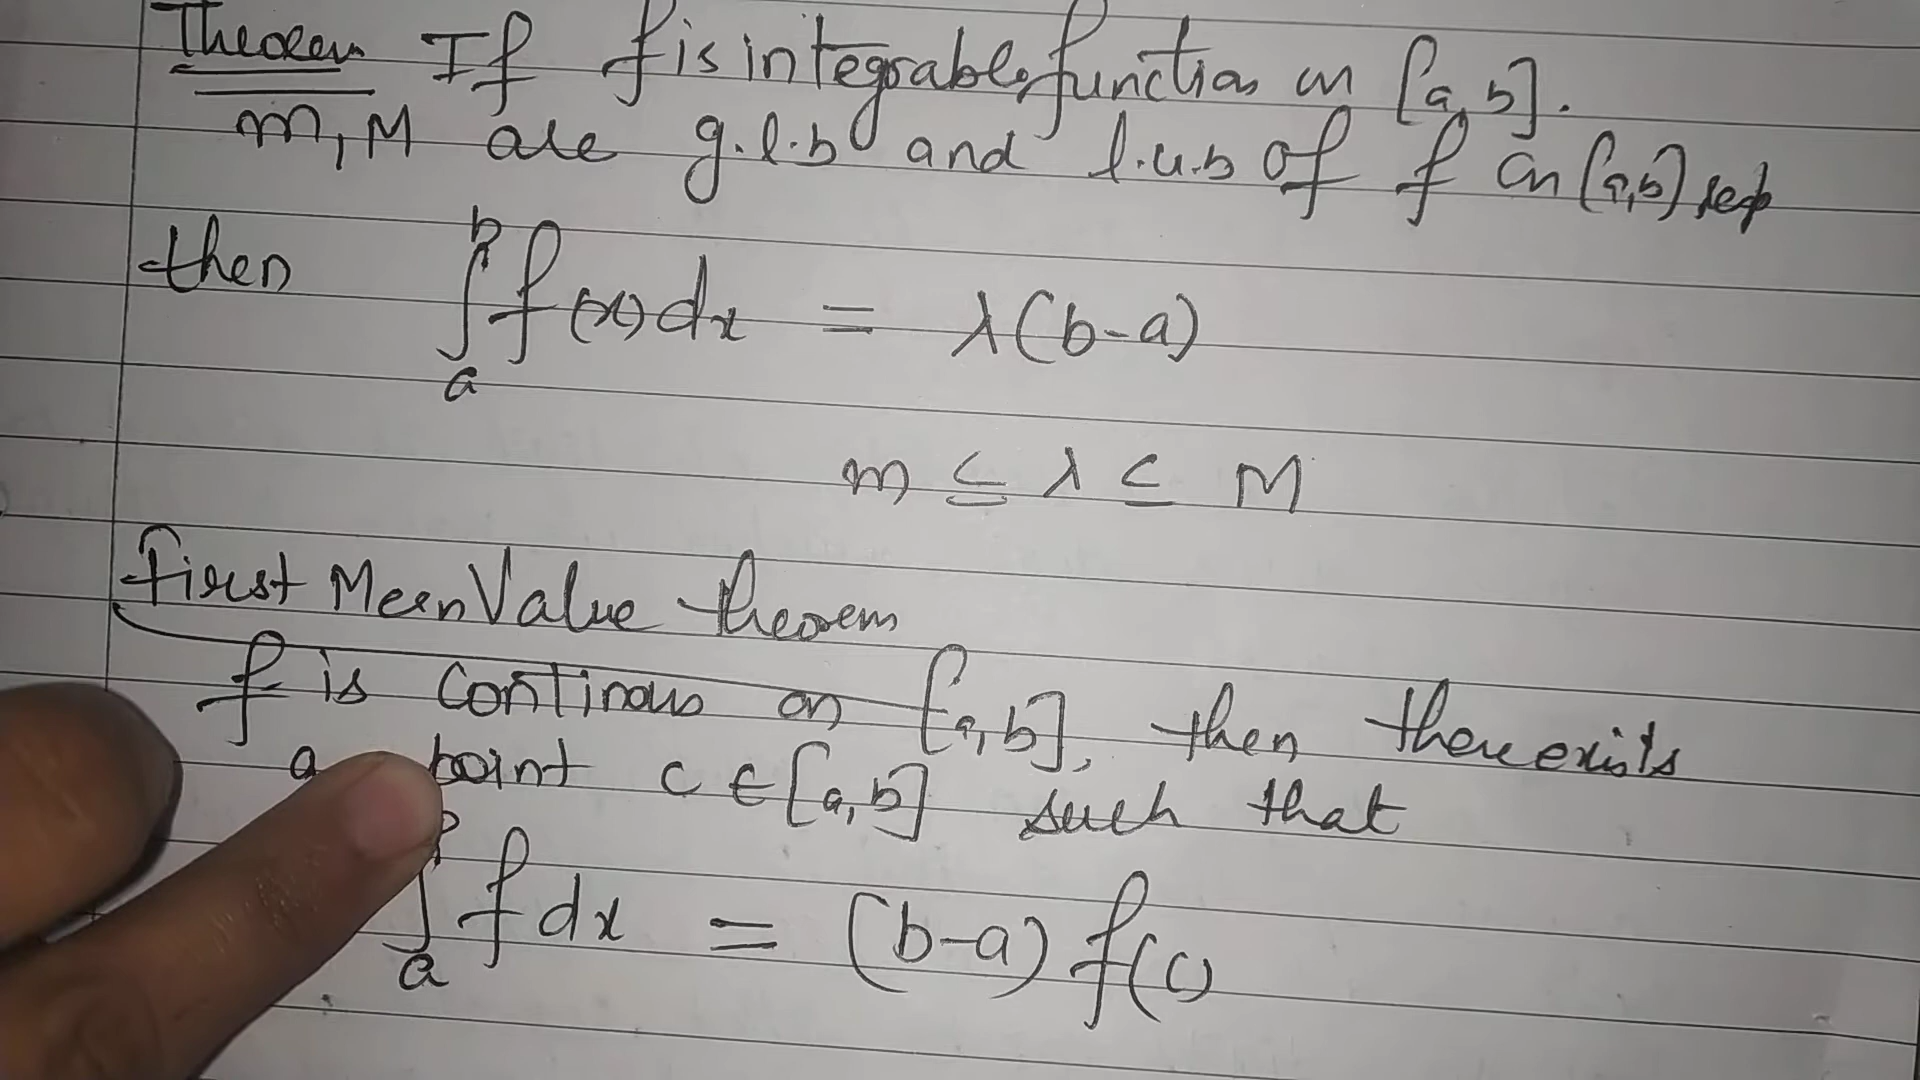 Theorem If f is integrable function on [a, b].
m, M are g.l.b and l.u.b of f on [a,b] resp
then ∫_a^b f(x) dx = λ(b-a)
m ≤ λ ≤ M
First Mean Value theorem
f is Continous on [a,b], then there exists
a point c ∈ [a,b] such that
∫_a^b f dx = (b-a) f(c)